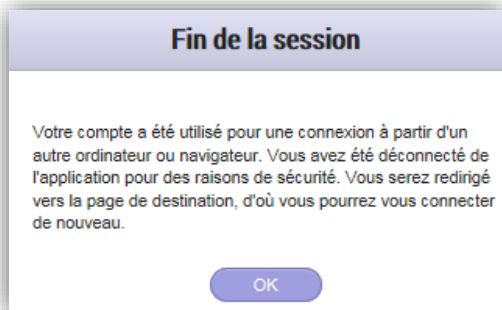 Fin de la session
Votre compte a été utilisé pour une connexion à partir d'un
autre ordinateur ou navigateur. Vous avez été déconnecté de
l'application pour des raisons de sécurité. Vous serez redirigé
vers la page de destination, d'où vous pourrez vous connecter
de nouveau.
OK